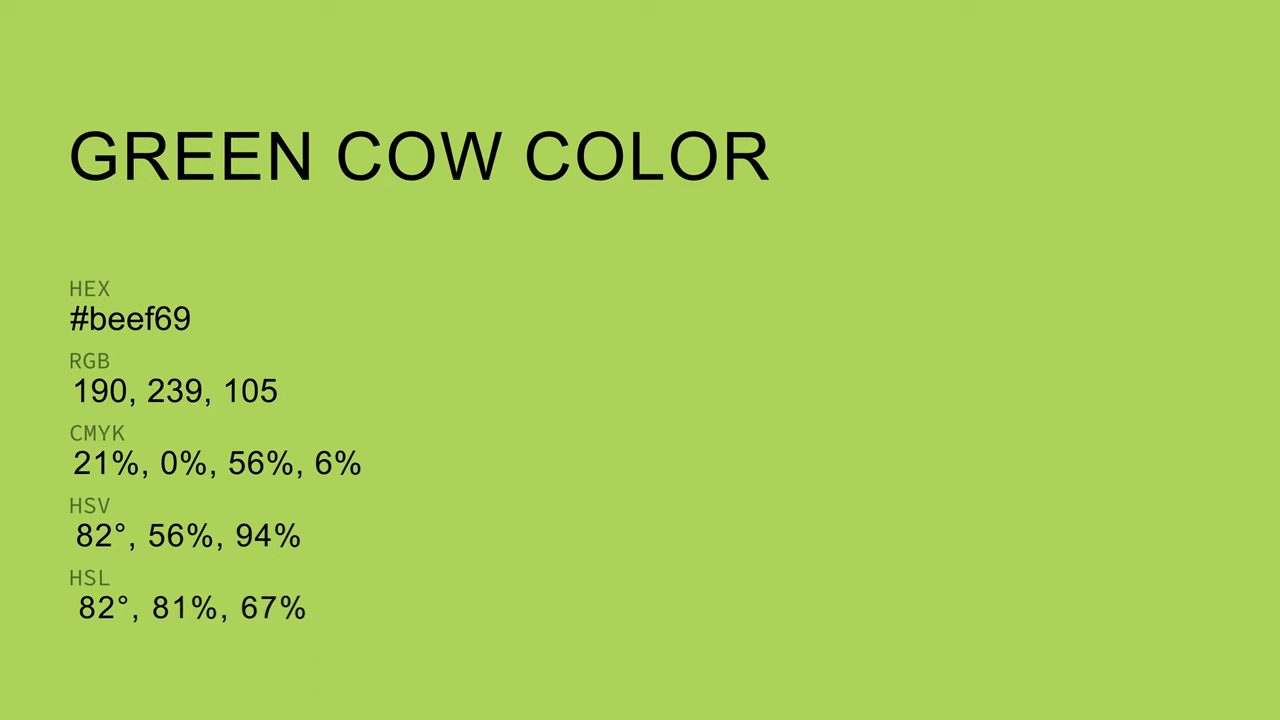 GREEN COW COLOR
HEX
#beef69
RGB
190, 239, 105
CMYK
21%, 0%, 56%, 6%
HSV
82°, 56%, 94%
HSL
82°, 81%, 67%